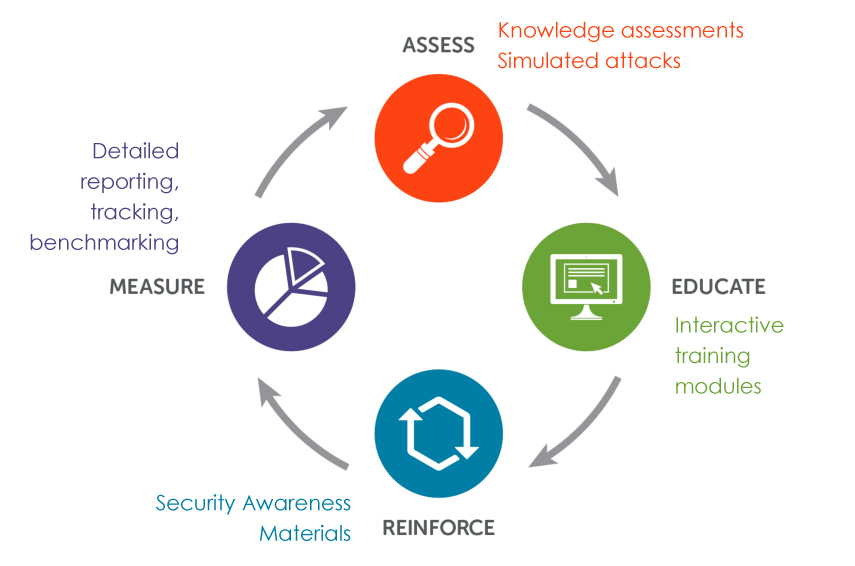 ASSESS
Knowledge assessments
Simulated attacks
EDUCATE
Interactive
training
modules
REINFORCE
Security Awareness
Materials
MEASURE
Detailed
reporting,
tracking,
benchmarking